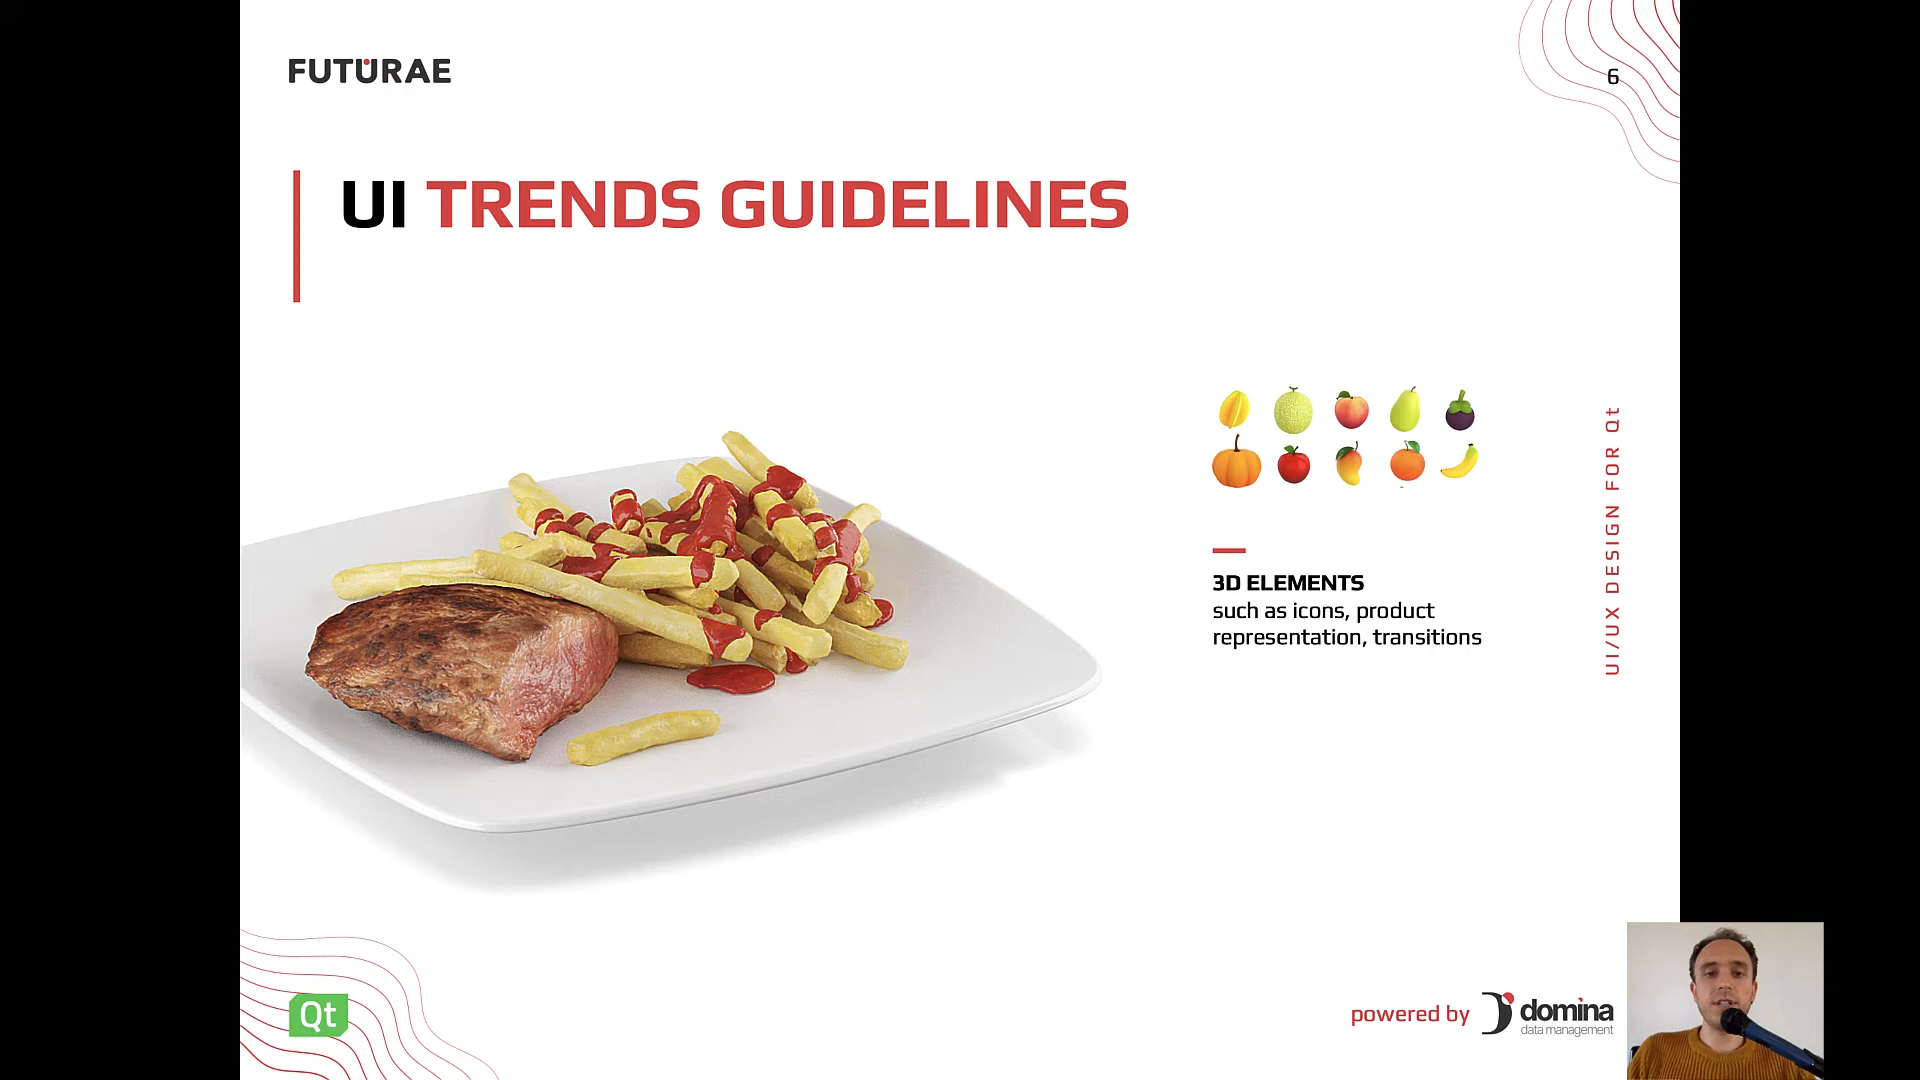 FUTURAE
6
UI TRENDS GUIDELINES
3D ELEMENTS
such as icons, product
representation, transitions
UI/UX DESIGN FOR Qt
Qt
powered by
domina
data management